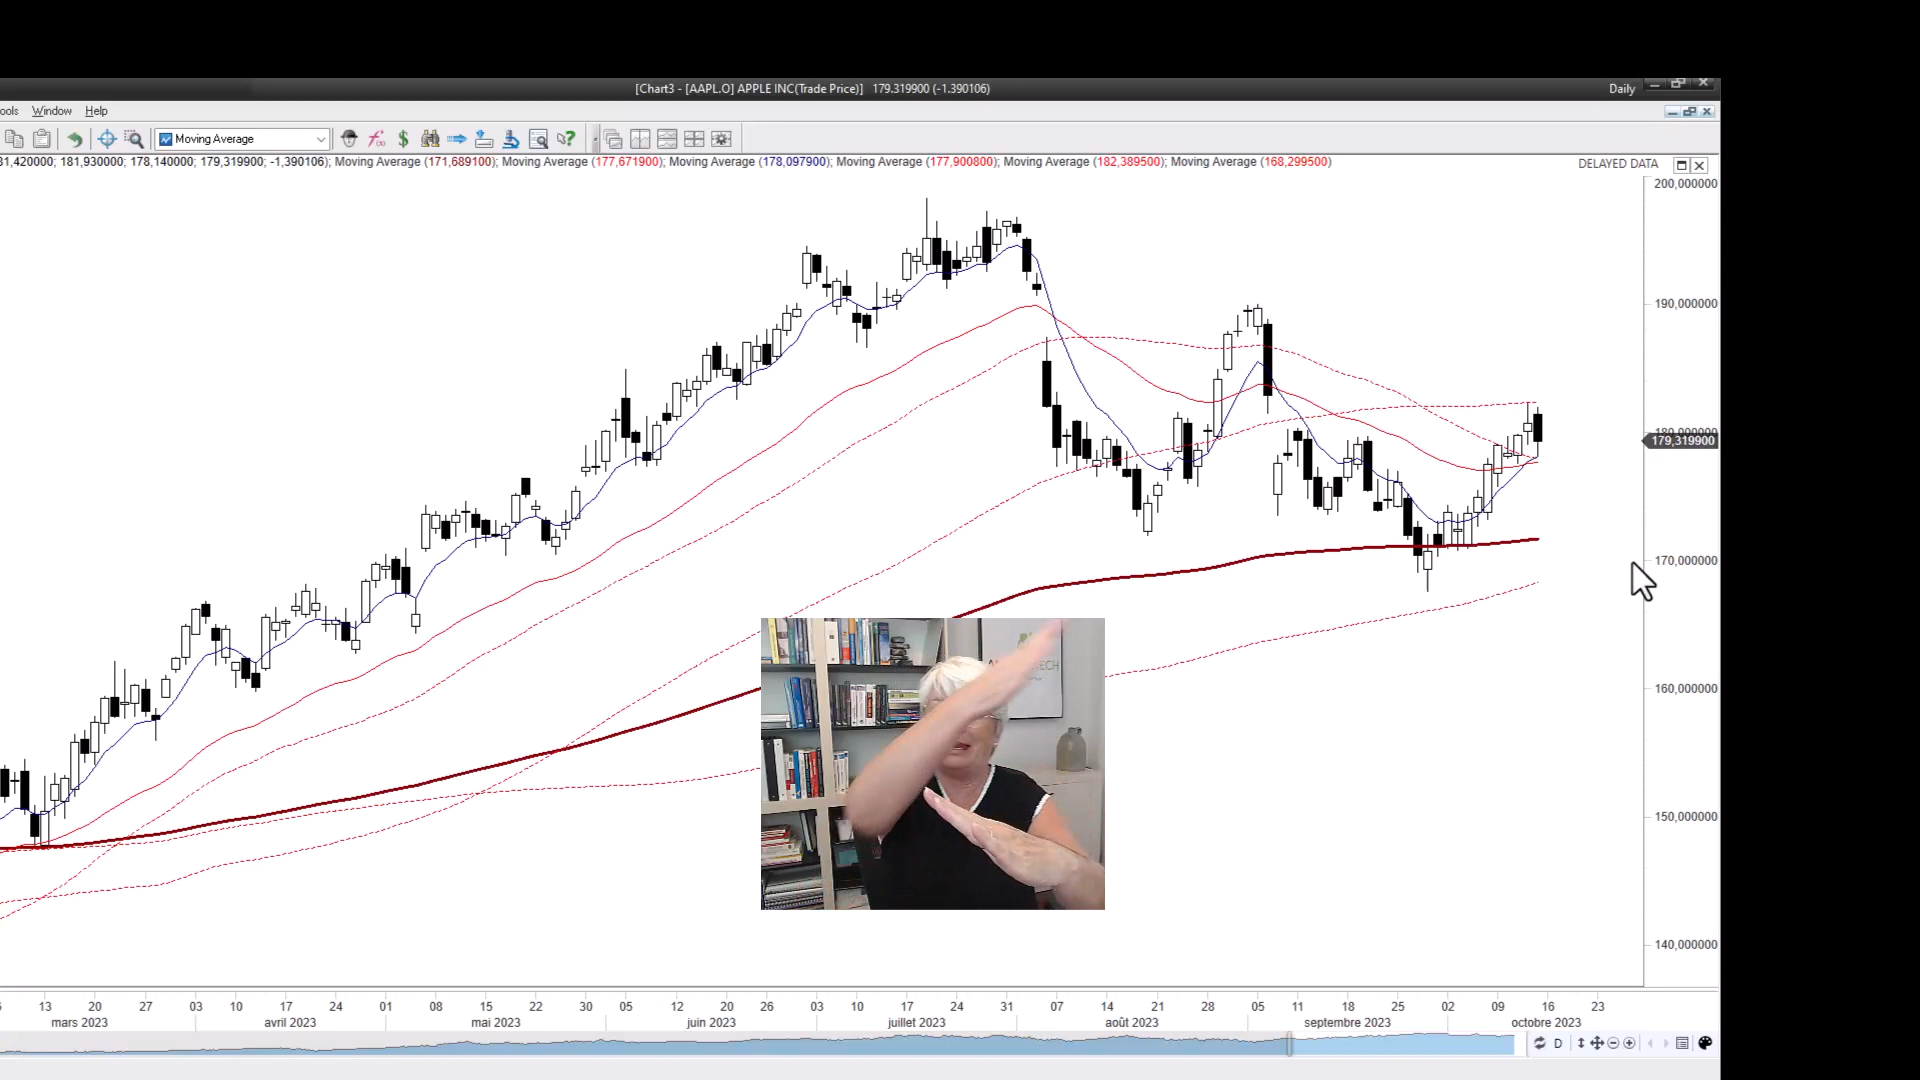 [Chart3 - [AAPL.O] APPLE INC(Trade Price)] 179.319900 (-1.390106)
Daily
ools Window Help
Moving Average
31,420000; 181,930000; 178,140000; 179,319900; -1,390106); Moving Average (171,689100); Moving Average (177,671900); Moving Average (178,097900); Moving Average (177,900800); Moving Average (182,389500); Moving Average (168,299500)
DELAYED DATA
200,000000
190,000000
180,000000
179,319900
170,000000
160,000000
150,000000
140,000000
13 20 27 03 10 17 24 01 08 15 22 30 05 12 20 26 03 10 17 24 31 07 14 21 28 05 11 18 25 02 09 16 23
mars 2023 avril 2023 mai 2023 juin 2023 juillet 2023 août 2023 septembre 2023 octobre 2023
D